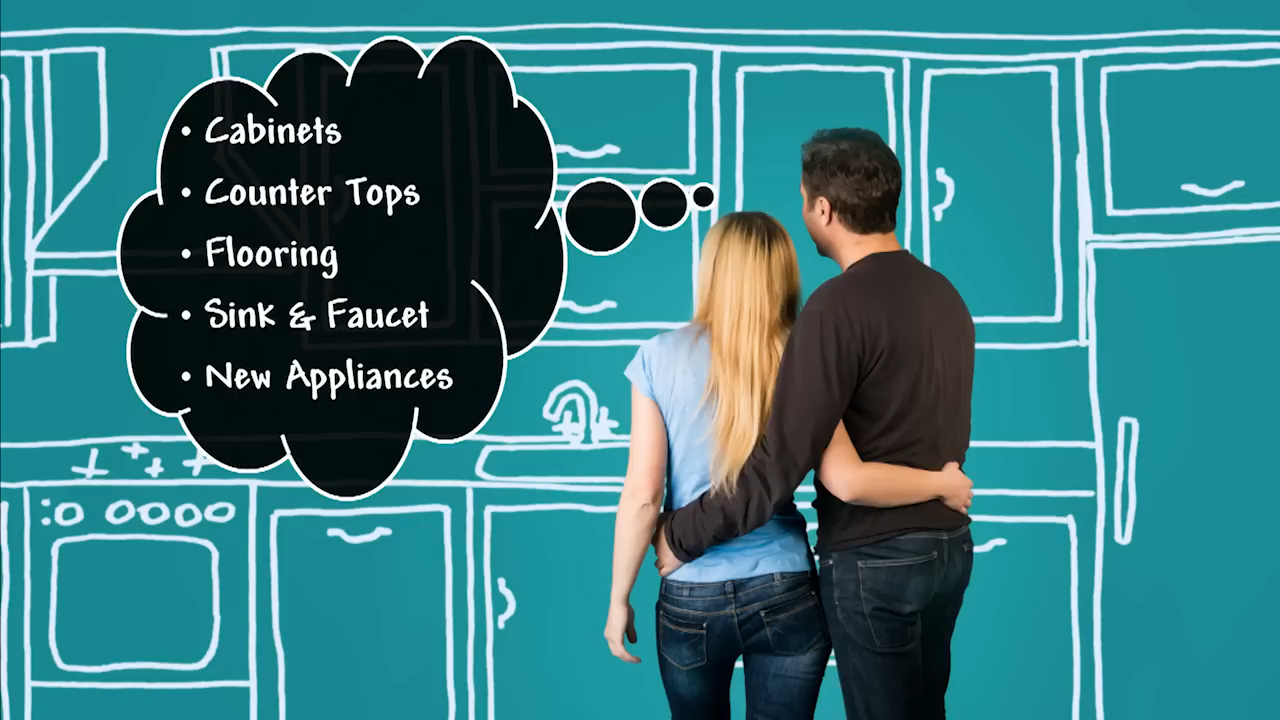 • Cabinets
• Counter Tops
• Flooring
• Sink & Faucet
• New Appliances